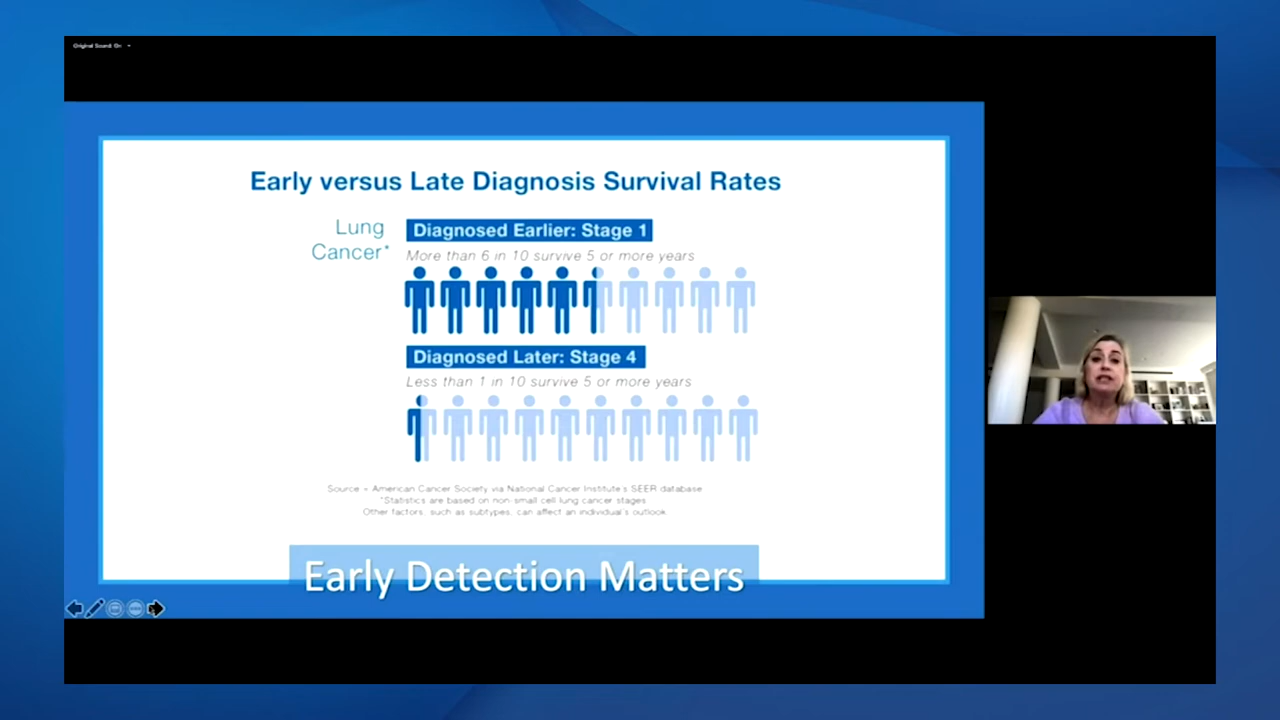 Original Sound: On
Early versus Late Diagnosis Survival Rates
Lung
Cancer*
Diagnosed Earlier: Stage 1
More than 6 in 10 survive 5 or more years
Diagnosed Later: Stage 4
Less than 1 in 10 survive 5 or more years
Source - American Cancer Society via National Cancer Institute's SEER database
*Statistics are based on non-small cell lung cancer stages
Other factors, such as subtypes, can affect an individual's outlook.
Early Detection Matters